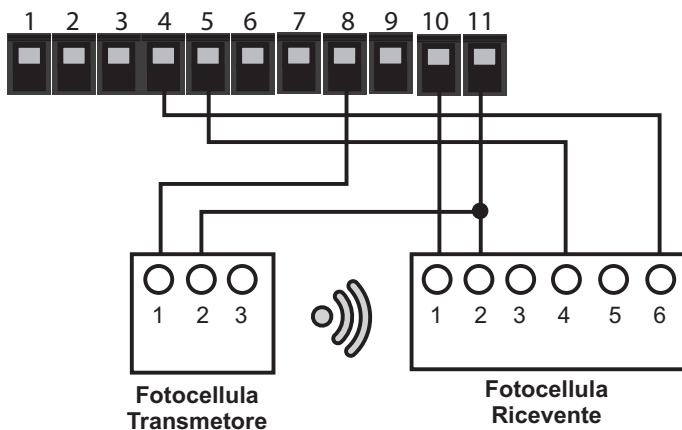 1 2 3 4 5 6 7 8 9 10 11
1 2 3
1 2 3 4 5 6
Fotocellula
Transmetore
Fotocellula
Ricevente